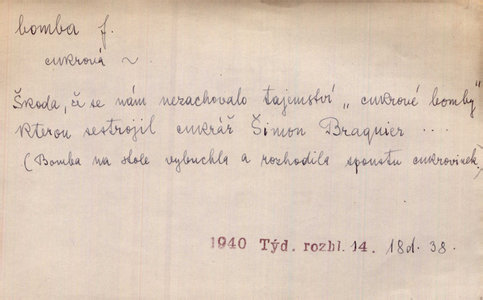 bomba f.
cukrová ~
Škoda, či se nám nezachovalo tajemství „cukrové bomby"
kterou sestrojil cukrář Šimon Braquier ....
(Bomba na stole vybuchla a rozhodila spoustu cukrovinek)
1940 Týd. rozhl. 14. 18d. 38.